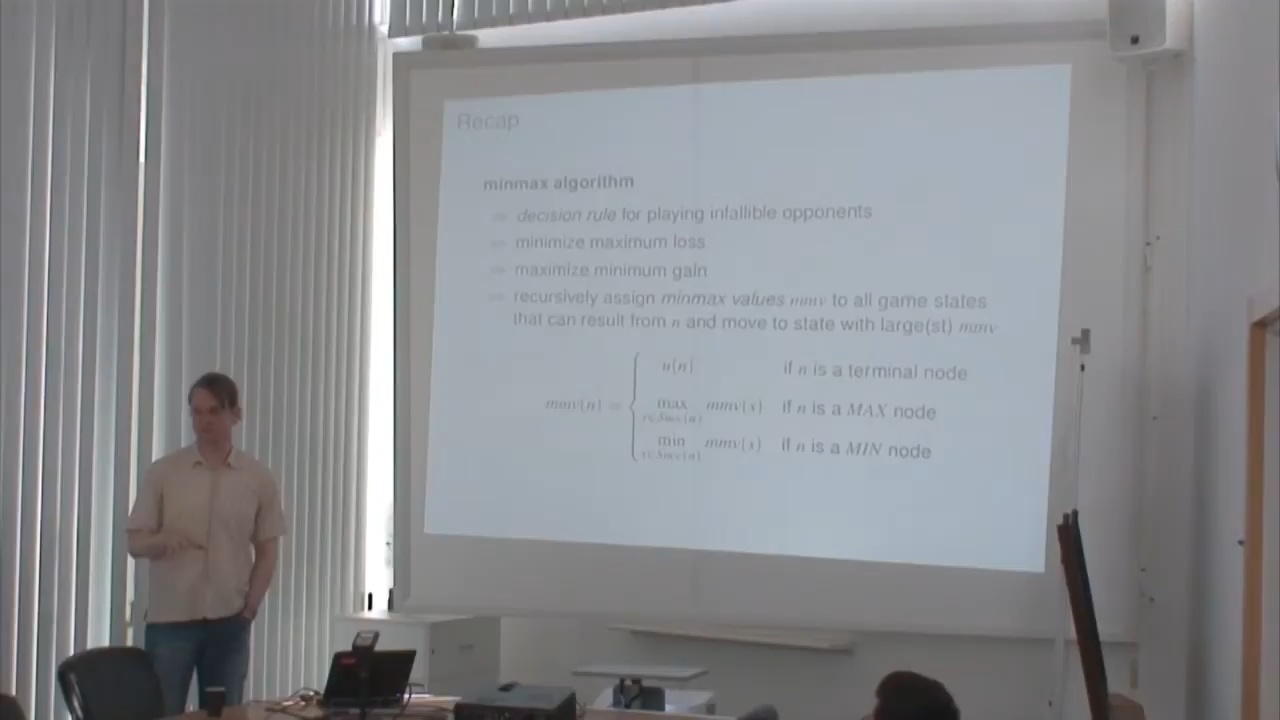 Recap
minmax algorithm
decision rule for playing infallible opponents
minimize maximum loss
maximize minimum gain
recursively assign minmax values mmv to all game states
that can result from n and move to state with large(st) mmv
u(n) if n is a terminal node
mmv(n) = max mmv(s) if n is a MAX node
s∈Succ(n)
min mmv(s) if n is a MIN node
s∈Succ(n)